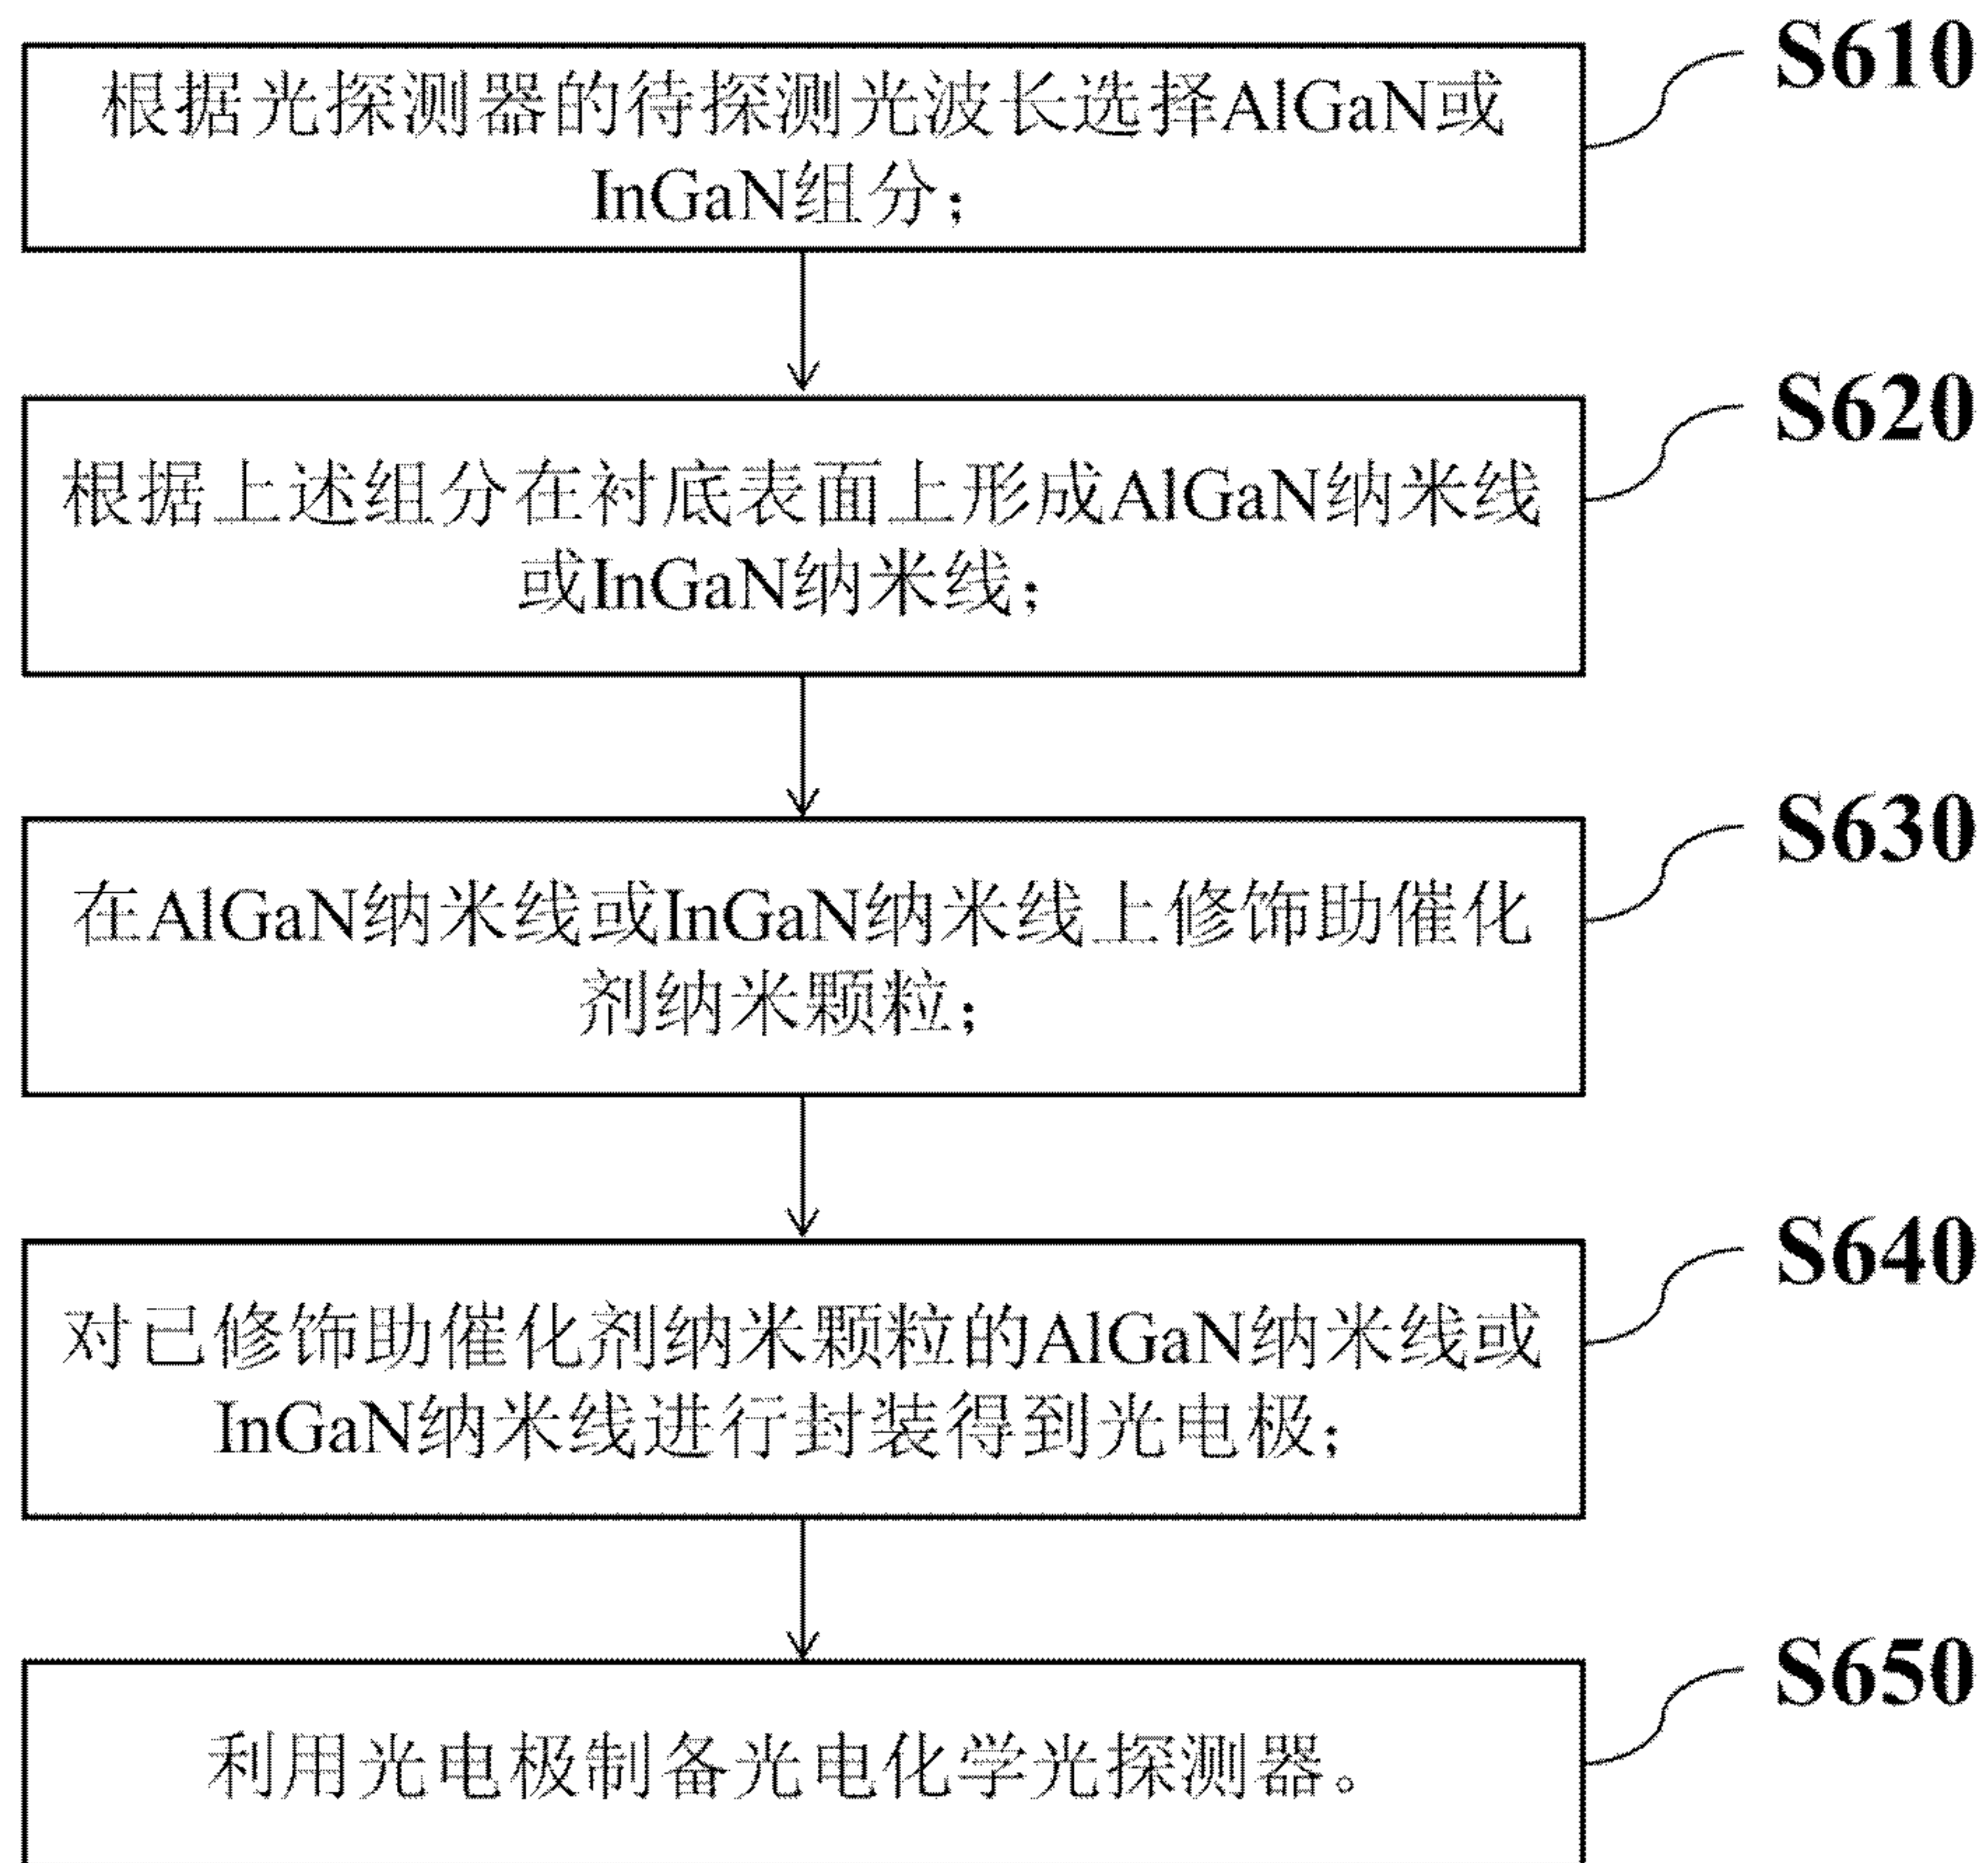 S610
根据光探测器的待探测光波长选择AlGaN或
InGaN组分；
S620
根据上述组分在衬底表面上形成AlGaN纳米线
或InGaN纳米线；
S630
在AlGaN纳米线或InGaN纳米线上修饰助催化
剂纳米颗粒；
S640
对已修饰助催化剂纳米颗粒的AlGaN纳米线或
InGaN纳米线进行封装得到光电极；
S650
利用光电极制备光电化学光探测器。